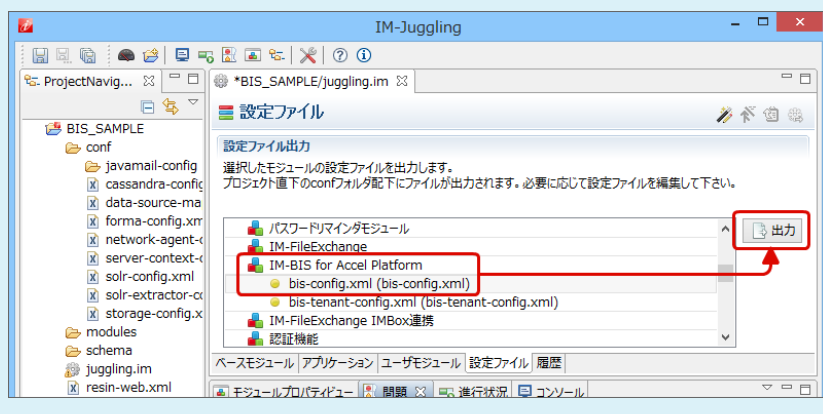 IM-Juggling
ProjectNavig...
*BIS_SAMPLE/juggling.im
設定ファイル
BIS_SAMPLE
conf
javamail-config
cassandra-config
data-source-ma
forma-config.xm
network-agent-c
server-context-c
solr-config.xml
solr-extractor-co
storage-config.x
modules
schema
juggling.im
resin-web.xml
設定ファイル出力
選択したモジュールの設定ファイルを出力します。
プロジェクト直下のconfフォルダ配下にファイルが出力されます。必要に応じて設定ファイルを編集して下さい。
パスワードリマインダモジュール
IM-FileExchange
IM-BIS for Accel Platform
bis-config.xml (bis-config.xml)
bis-tenant-config.xml (bis-tenant-config.xml)
IM-FileExchange IMBox連携
認証機能
出力
ベースモジュール アプリケーション ユーザモジュール 設定ファイル 履歴
モジュールプロパティビュー 問題 進行状況 コンソール